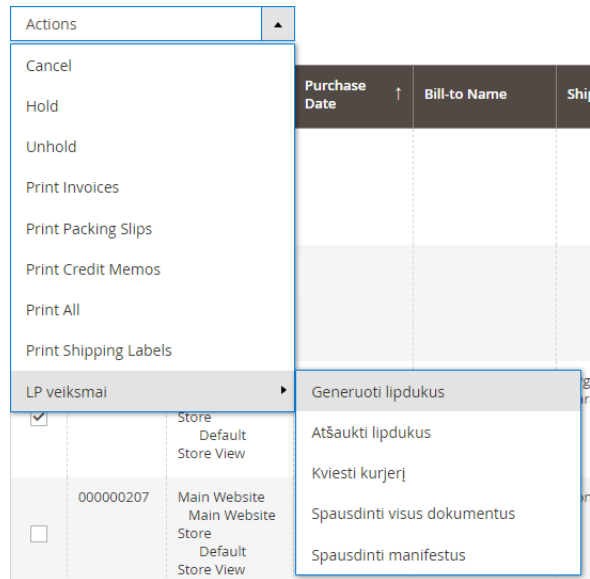 Actions
Cancel
Hold
Unhold
Print Invoices
Print Packing Slips
Print Credit Memos
Print All
Print Shipping Labels
LP veiksmai
Purchase
Date ↑
Bill-to Name
Generuoti lipdukus
Atšaukti lipdukus
Kviesti kurjerį
Spausdinti visus dokumentus
Spausdinti manifestus
Store
Default
Store View
000000207
Main Website
Main Website
Store
Default
Store View